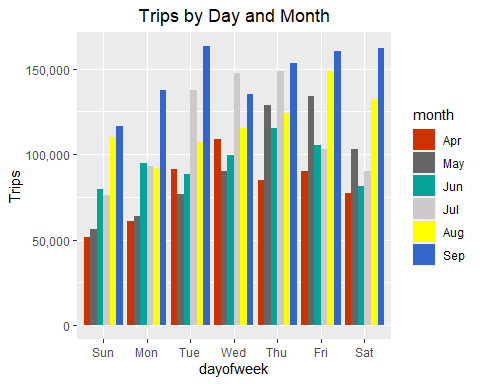 Trips by Day and Month
150,000
100,000
50,000
0
Trips
Sun Mon Tue Wed Thu Fri Sat
dayofweek
month
Apr
May
Jun
Jul
Aug
Sep